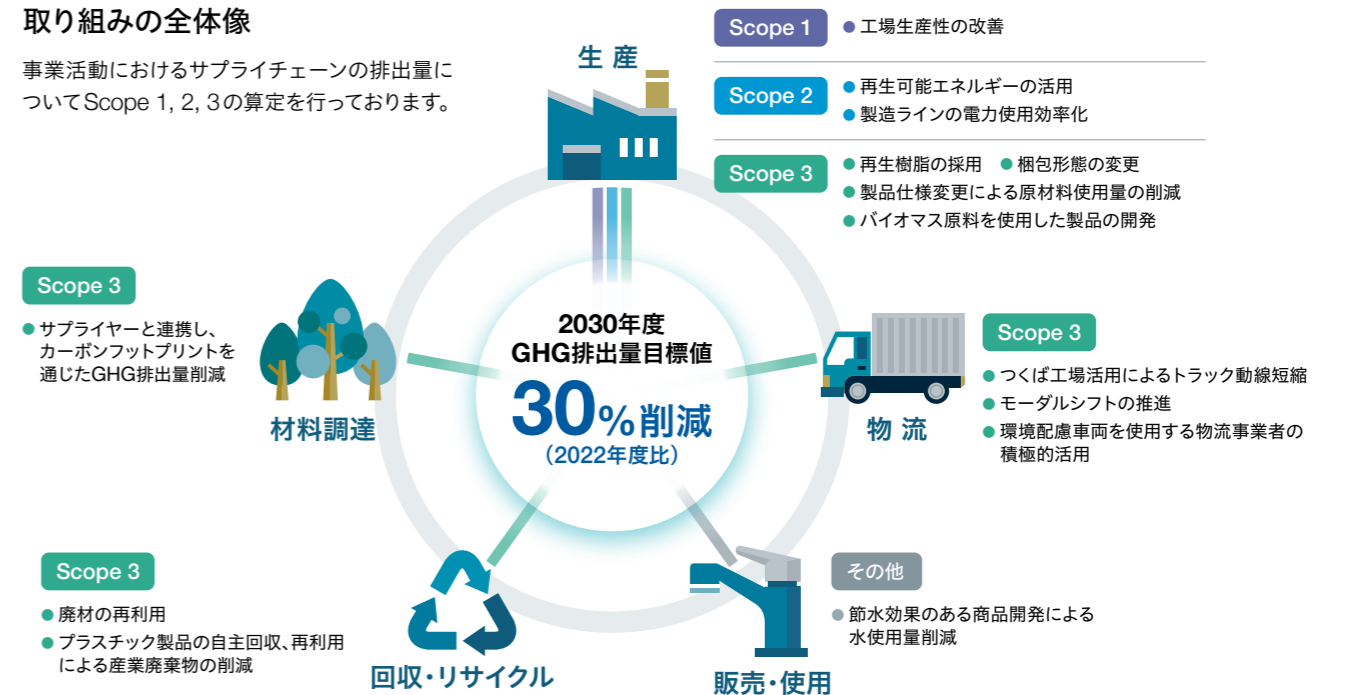 取り組みの全体像
事業活動におけるサプライチェーンの排出量に
ついてScope 1, 2, 3の算定を行っております。
生 産
Scope 1
●工場生産性の改善
Scope 2
●再生可能エネルギーの活用
●製造ラインの電力使用効率化
Scope 3
●再生樹脂の採用 ●梱包形態の変更
●製品仕様変更による原材料使用量の削減
●バイオマス原料を使用した製品の開発
Scope 3
●サプライヤーと連携し、
カーボンフットプリントを
通じたGHG排出量削減
材料調達
2030年度
GHG排出量目標値
30%削減
（2022年度比）
物 流
Scope 3
●つくば工場活用によるトラック動線短縮
●モーダルシフトの推進
●環境配慮車両を使用する物流事業者の
積極的活用
Scope 3
●廃材の再利用
●プラスチック製品の自主回収、再利用
による産業廃棄物の削減
回収・リサイクル
販売・使用
その他
●節水効果のある商品開発による
水使用量削減